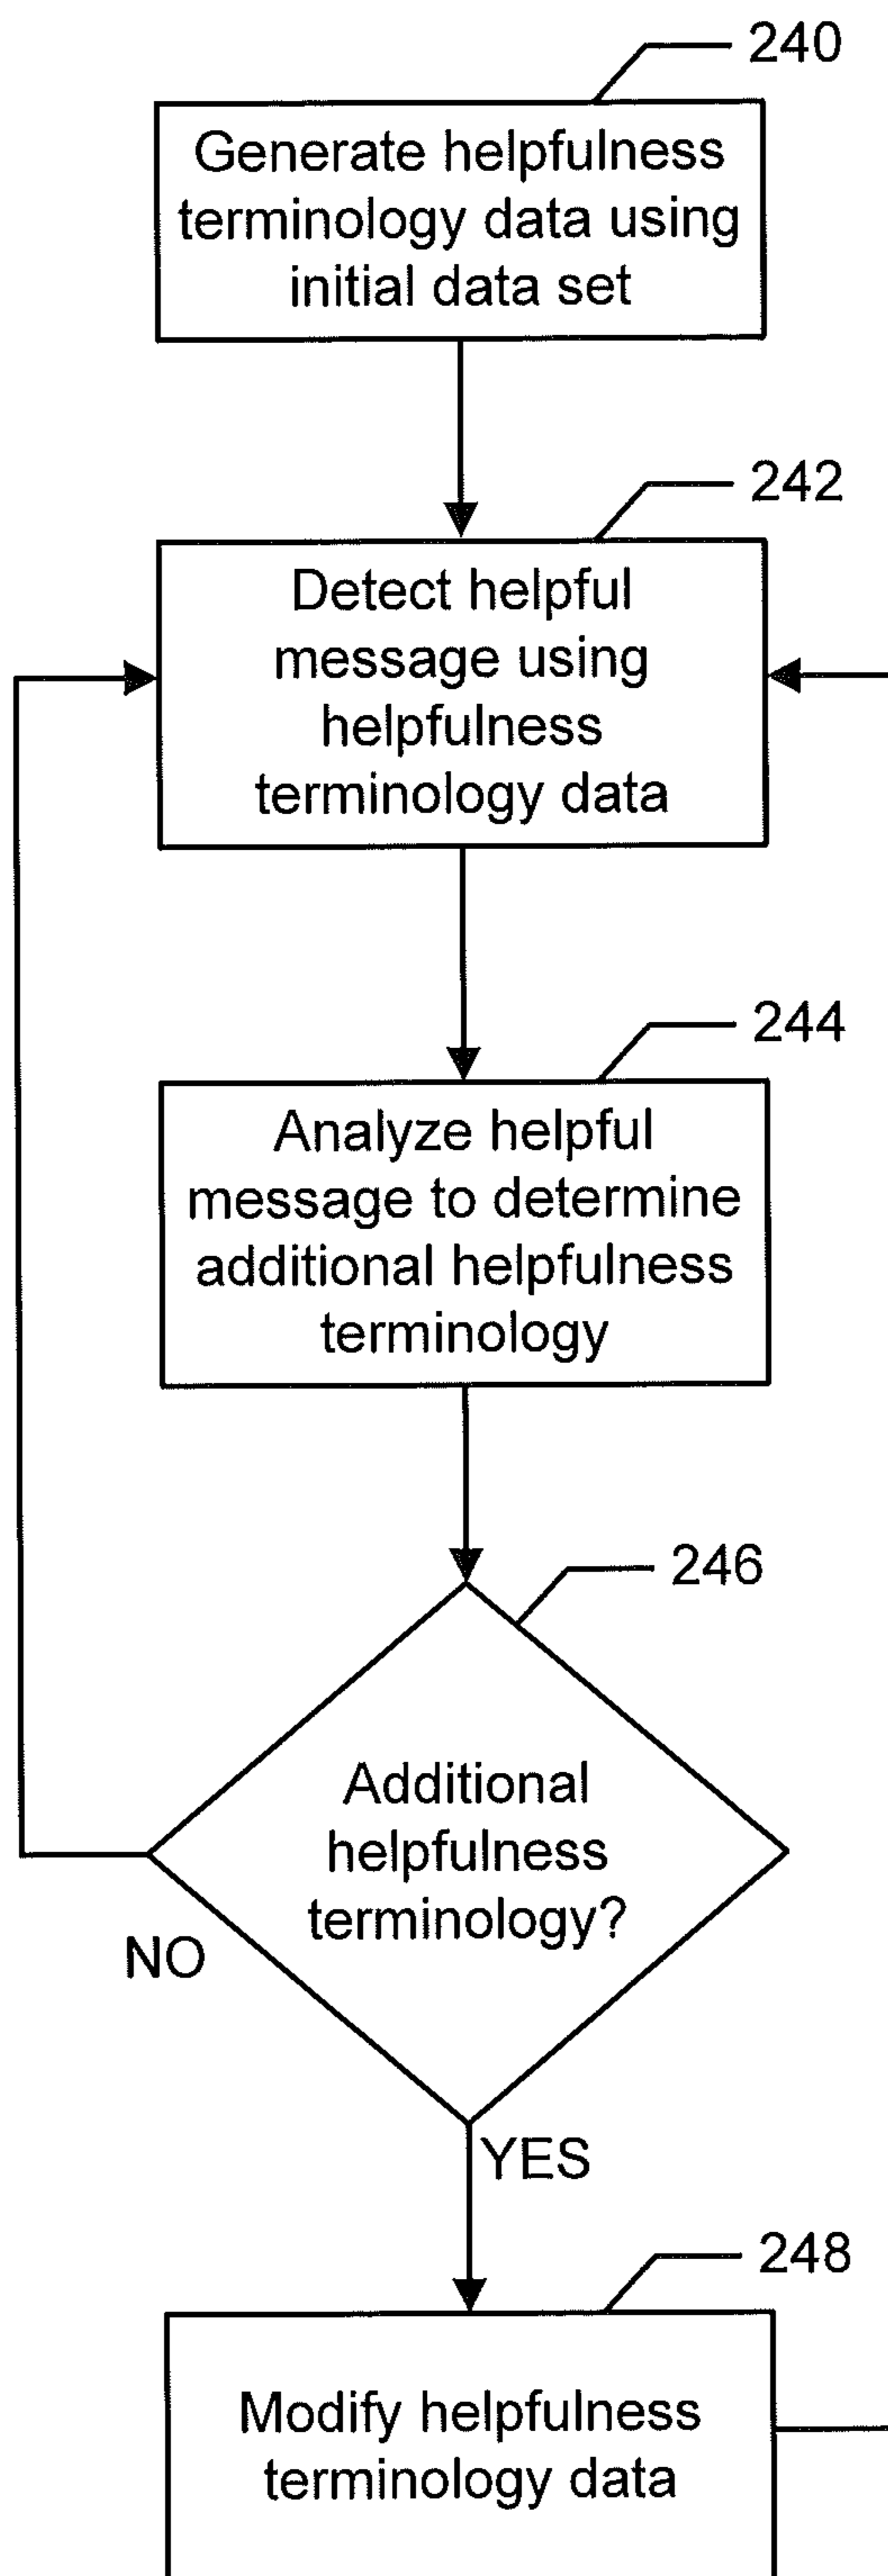 240
Generate helpfulness
terminology data using
initial data set
242
Detect helpful
message using
helpfulness
terminology data
244
Analyze helpful
message to determine
additional helpfulness
terminology
246
Additional
helpfulness
terminology?
NO
YES
248
Modify helpfulness
terminology data